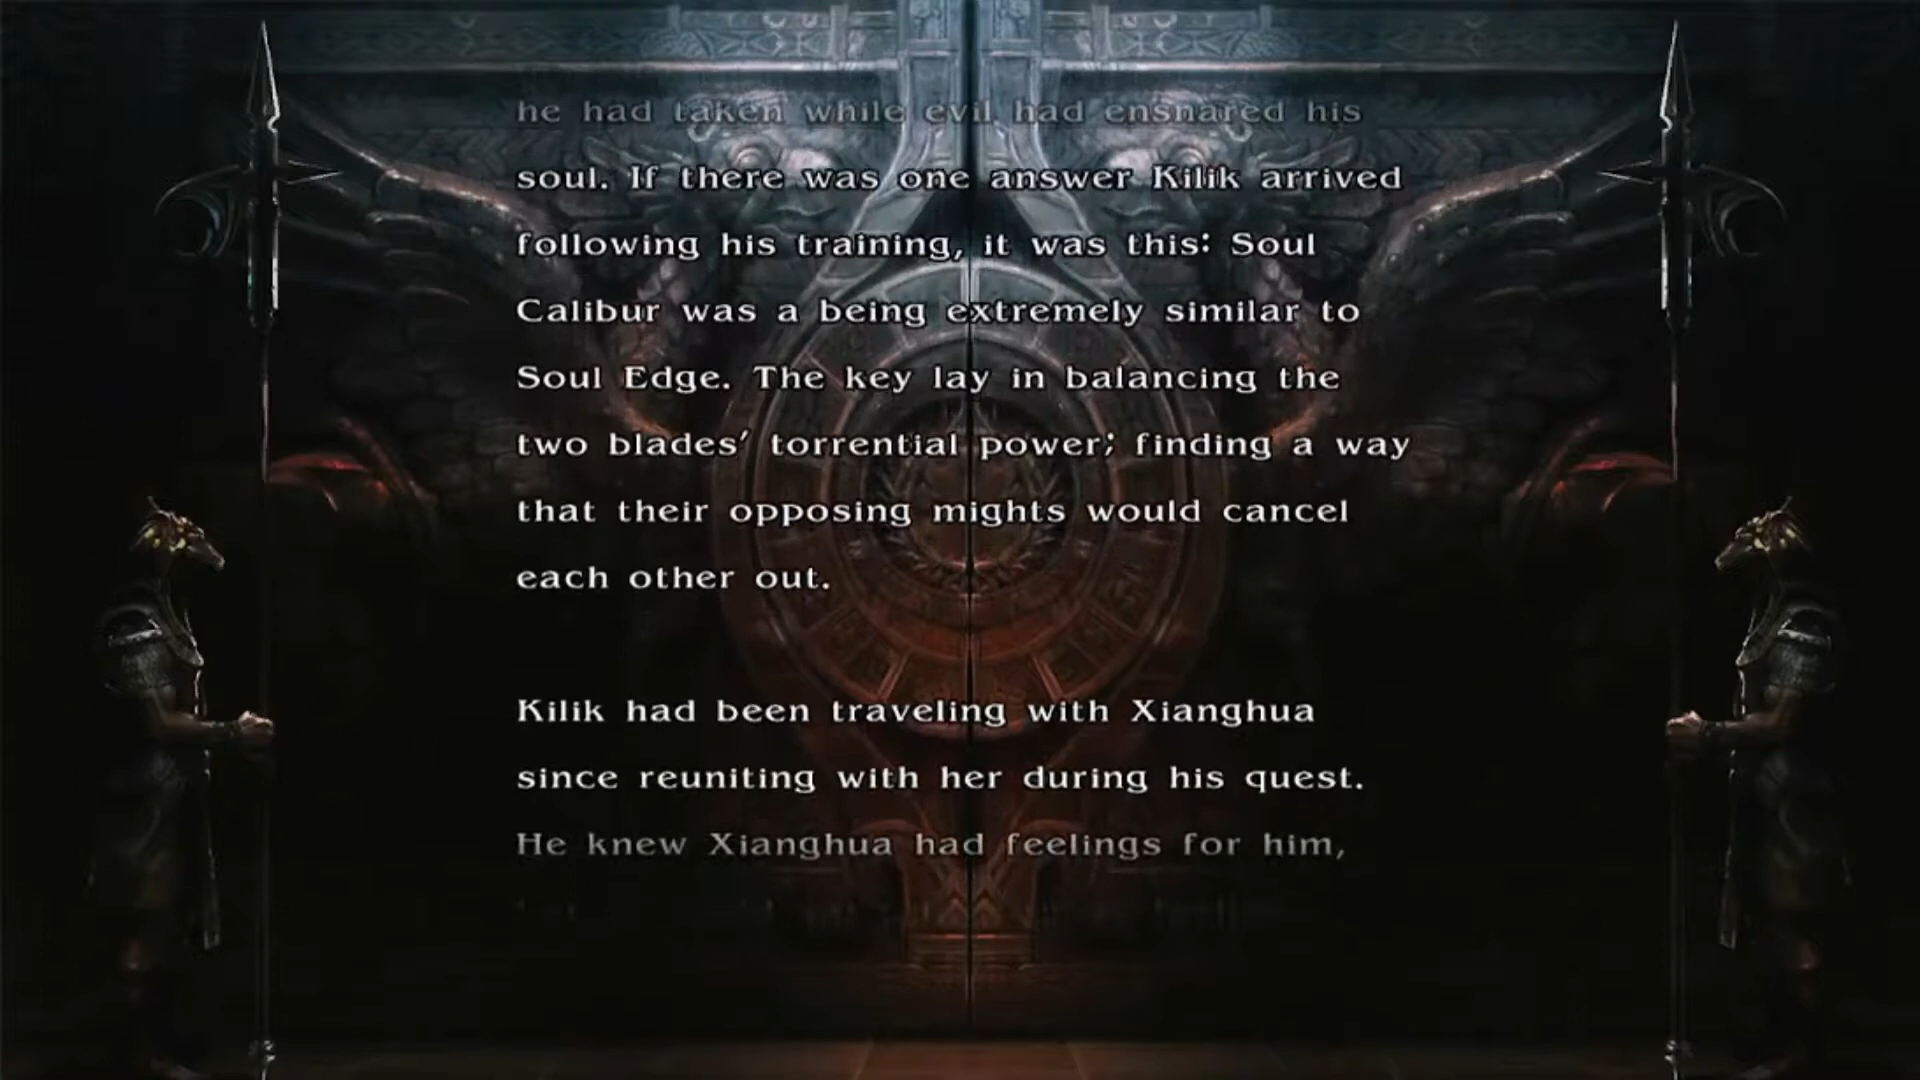 he had taken while evil had ensnared his
soul. If there was one answer Kilik arrived
following his training, it was this: Soul
Calibur was a being extremely similar to
Soul Edge. The key lay in balancing the
two blades' torrential power; finding a way
that their opposing mights would cancel
each other out.
Kilik had been traveling with Xianghua
since reuniting with her during his quest.
He knew Xianghua had feelings for him,